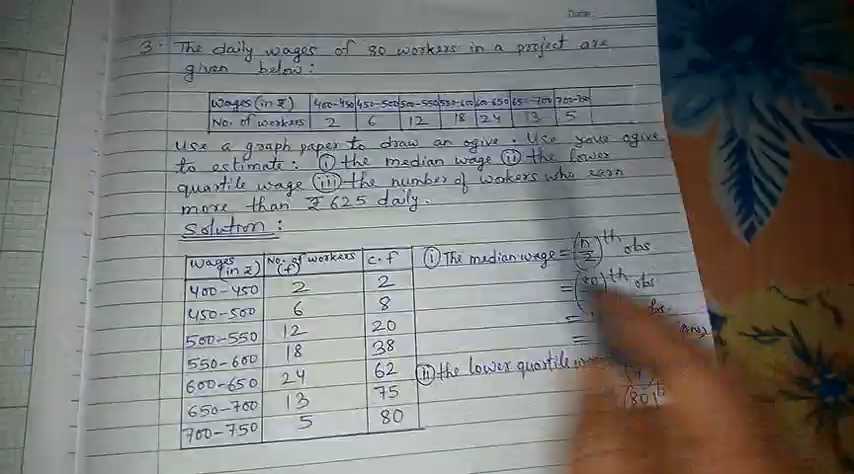 Date:
3. The daily wages of 80 workers in a project are
given below:
Wages (in ₹) 400-450 450-500 500-550 550-600 600-650 650-700 700-750
No. of workers 2 6 12 18 24 13 5
Use a graph paper to draw an ogive. Use your ogive
to estimate: (i) the median wage (ii) the lower
quartile wage (iii) the number of workers who earn
more than ₹ 625 daily.
Solution:
Wages (in ₹) No. of workers (f) c.f
400-450 2 2
450-500 6 8
500-550 12 20
550-600 18 38
600-650 24 62
650-700 13 75
700-750 5 80
(i) The median wage = (n/2)th obs
= (80 )th obs
= obs.
= Ans
(ii) the lower quartile
(80)